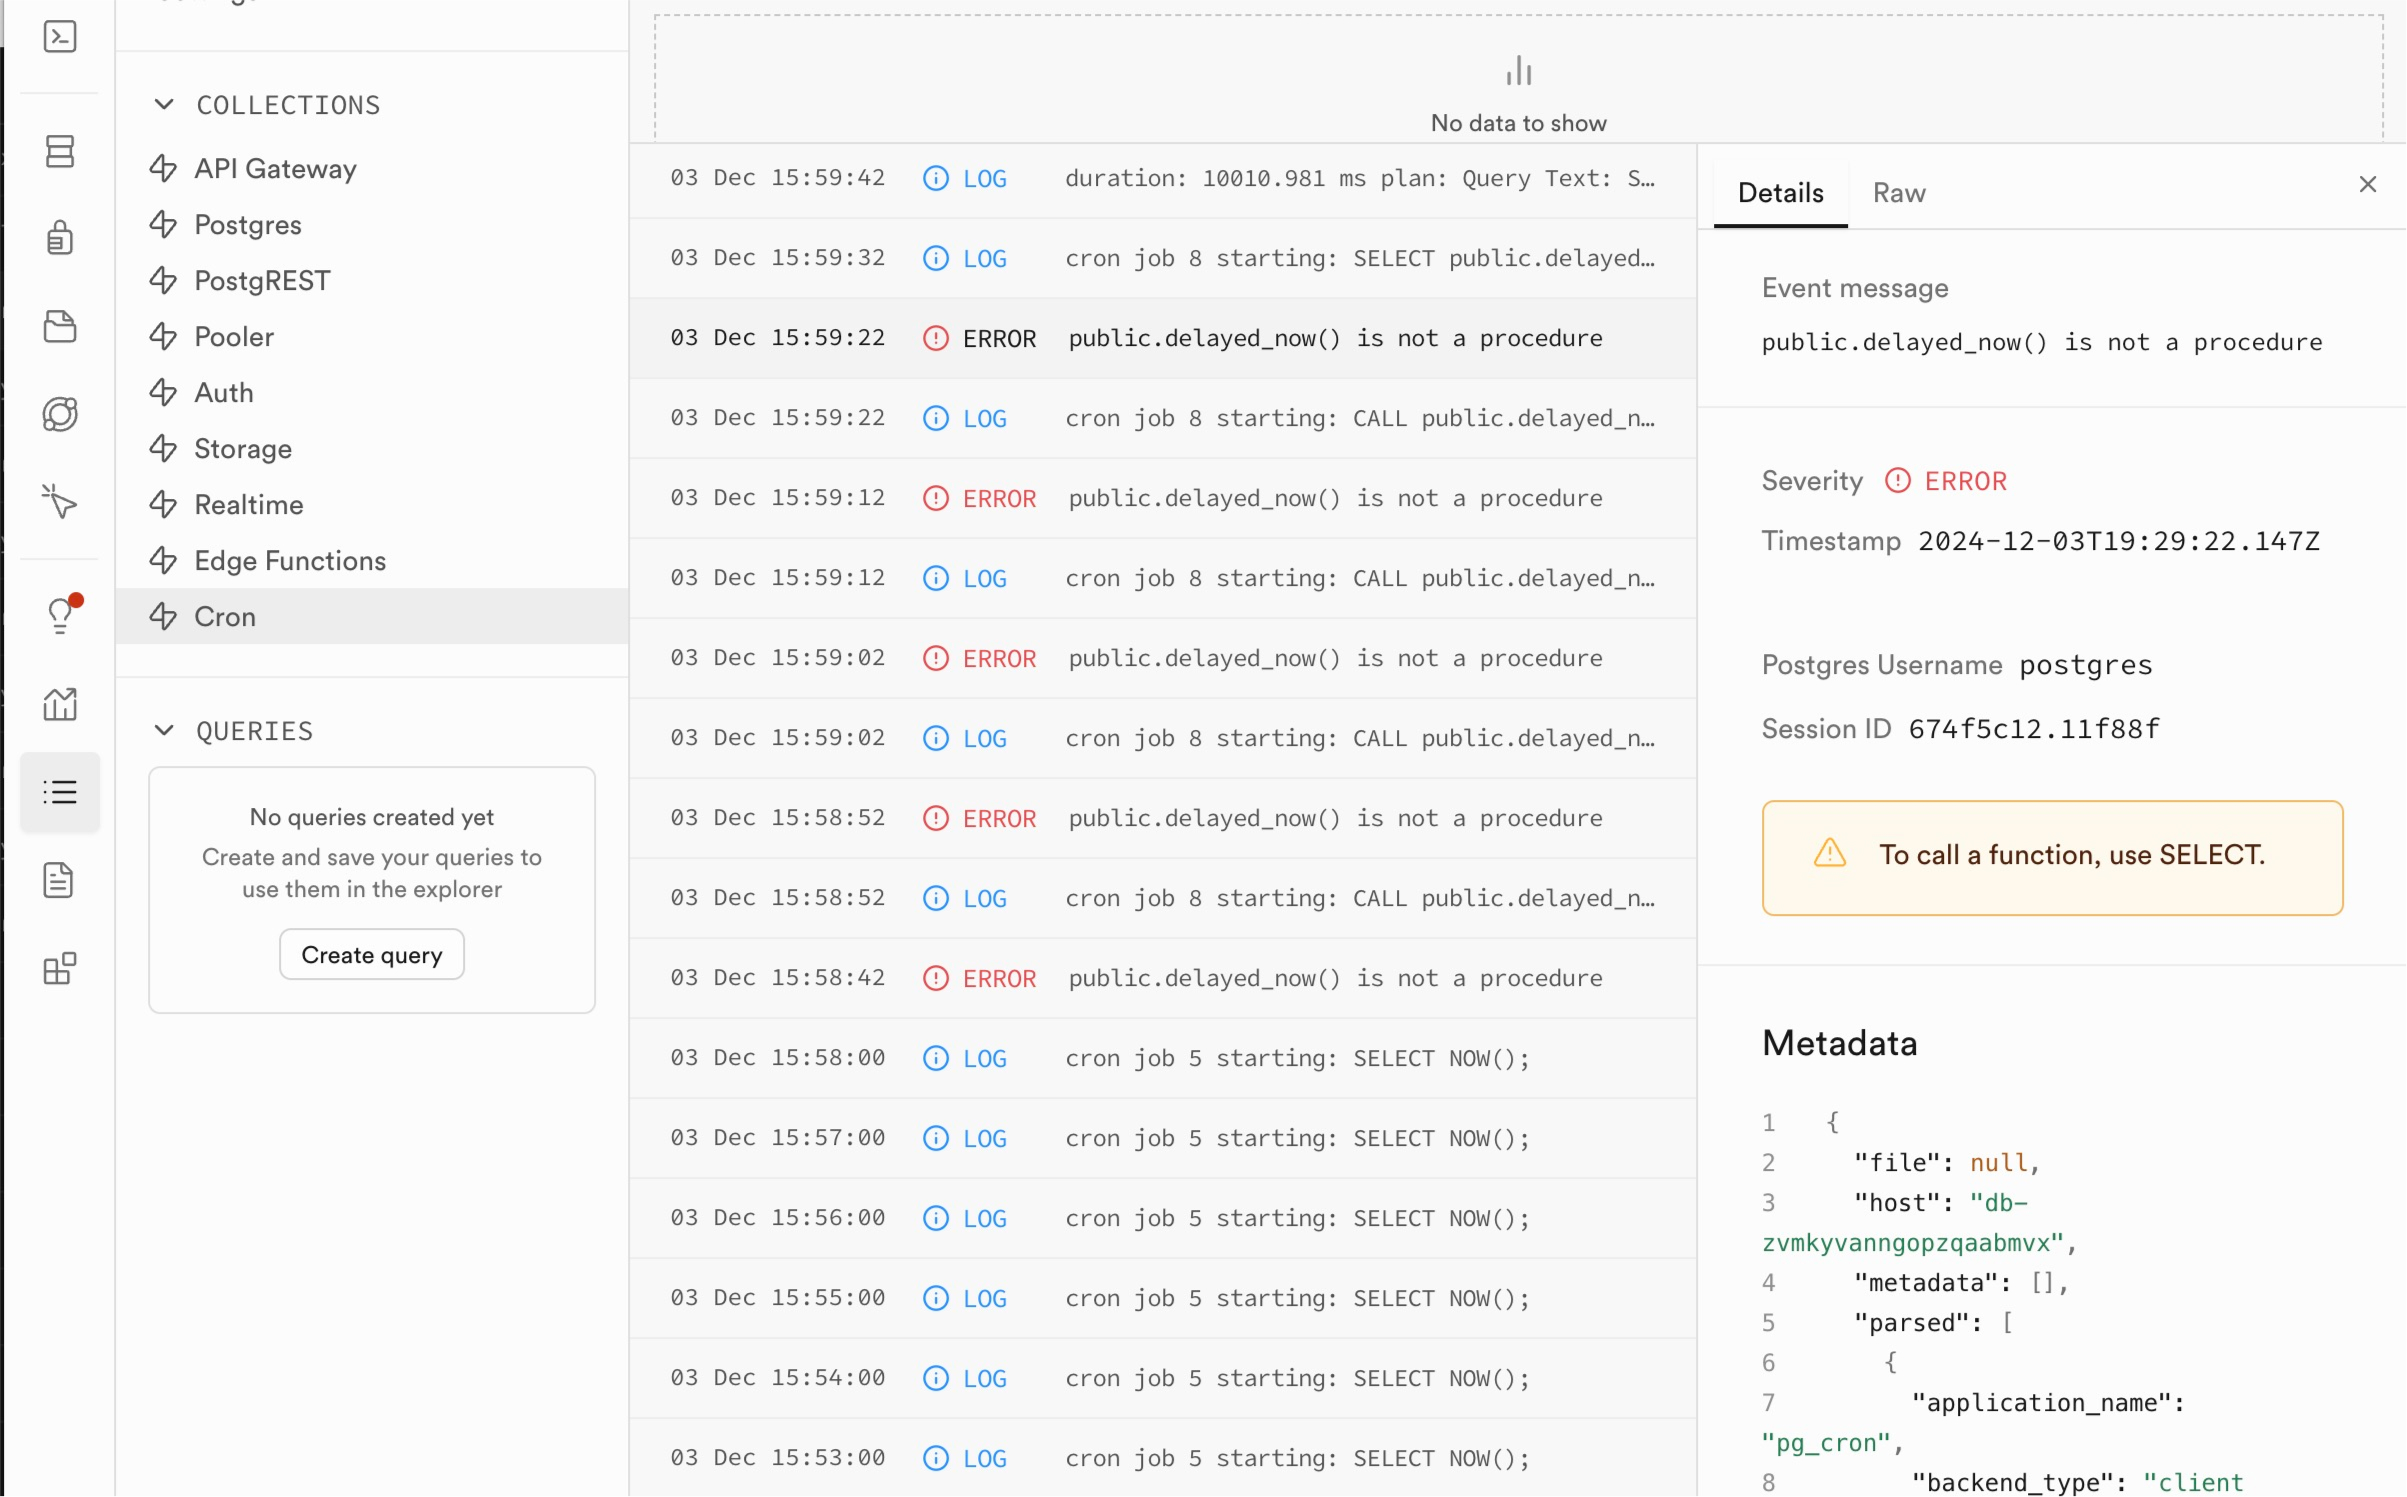 COLLECTIONS
API Gateway
Postgres
PostgREST
Pooler
Auth
Storage
Realtime
Edge Functions
Cron
QUERIES
No queries created yet
Create and save your queries to
use them in the explorer
Create query
No data to show
03 Dec 15:59:42 LOG duration: 10010.981 ms plan: Query Text: S…
03 Dec 15:59:32 LOG cron job 8 starting: SELECT public.delayed…
03 Dec 15:59:22 ERROR public.delayed_now() is not a procedure
03 Dec 15:59:22 LOG cron job 8 starting: CALL public.delayed_n…
03 Dec 15:59:12 ERROR public.delayed_now() is not a procedure
03 Dec 15:59:12 LOG cron job 8 starting: CALL public.delayed_n…
03 Dec 15:59:02 ERROR public.delayed_now() is not a procedure
03 Dec 15:59:02 LOG cron job 8 starting: CALL public.delayed_n…
03 Dec 15:58:52 ERROR public.delayed_now() is not a procedure
03 Dec 15:58:52 LOG cron job 8 starting: CALL public.delayed_n…
03 Dec 15:58:42 ERROR public.delayed_now() is not a procedure
03 Dec 15:58:00 LOG cron job 5 starting: SELECT NOW();
03 Dec 15:57:00 LOG cron job 5 starting: SELECT NOW();
03 Dec 15:56:00 LOG cron job 5 starting: SELECT NOW();
03 Dec 15:55:00 LOG cron job 5 starting: SELECT NOW();
03 Dec 15:54:00 LOG cron job 5 starting: SELECT NOW();
03 Dec 15:53:00 LOG cron job 5 starting: SELECT NOW();
Details Raw
Event message
public.delayed_now() is not a procedure
Severity ERROR
Timestamp 2024-12-03T19:29:22.147Z
Postgres Username postgres
Session ID 674f5c12.11f88f
To call a function, use SELECT.
Metadata
1 {
2 "file": null,
3 "host": "db-
zvmkyvanngopzqaabmvx",
4 "metadata": [],
5 "parsed": [
6 {
7 "application_name":
"pg_cron",
8 "backend_type": "client